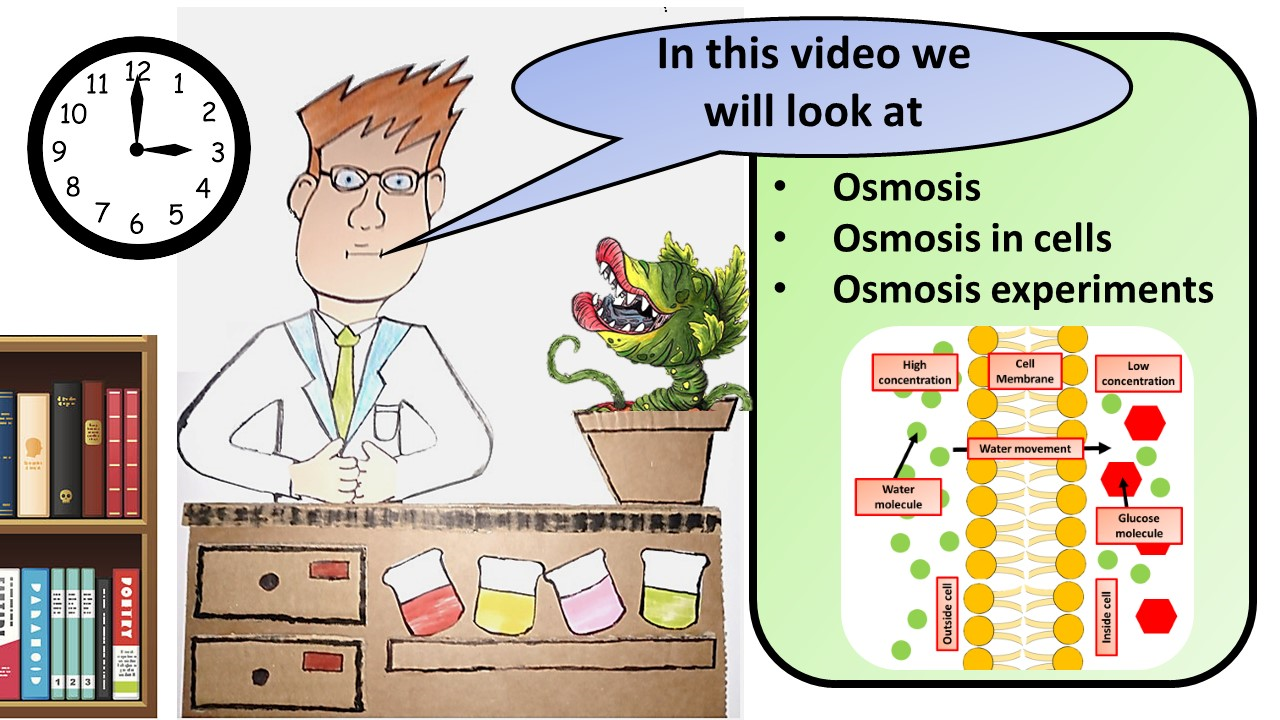 In this video we
will look at
• Osmosis
• Osmosis in cells
• Osmosis experiments
12
11
1
10
2
9
3
8
4
7
5
6
High
concentration
Cell
Membrane
Low
concentration
Water movement
Water
molecule
Glucose
molecule
Outside cell
Inside cell
PARANOID
1 2 3
POETRY